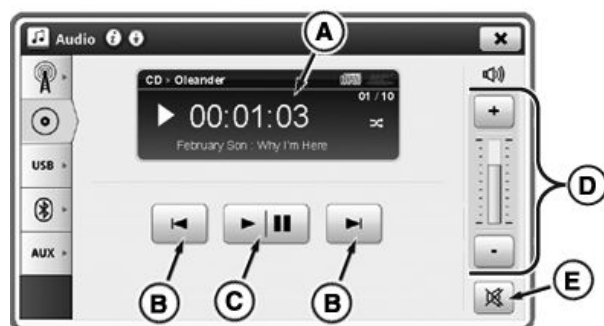 Audio
A
CD › Oleander
01 / 10
00:01:03
February Son : Why I'm Here
USB
AUX
+
-
B
C
B
D
E